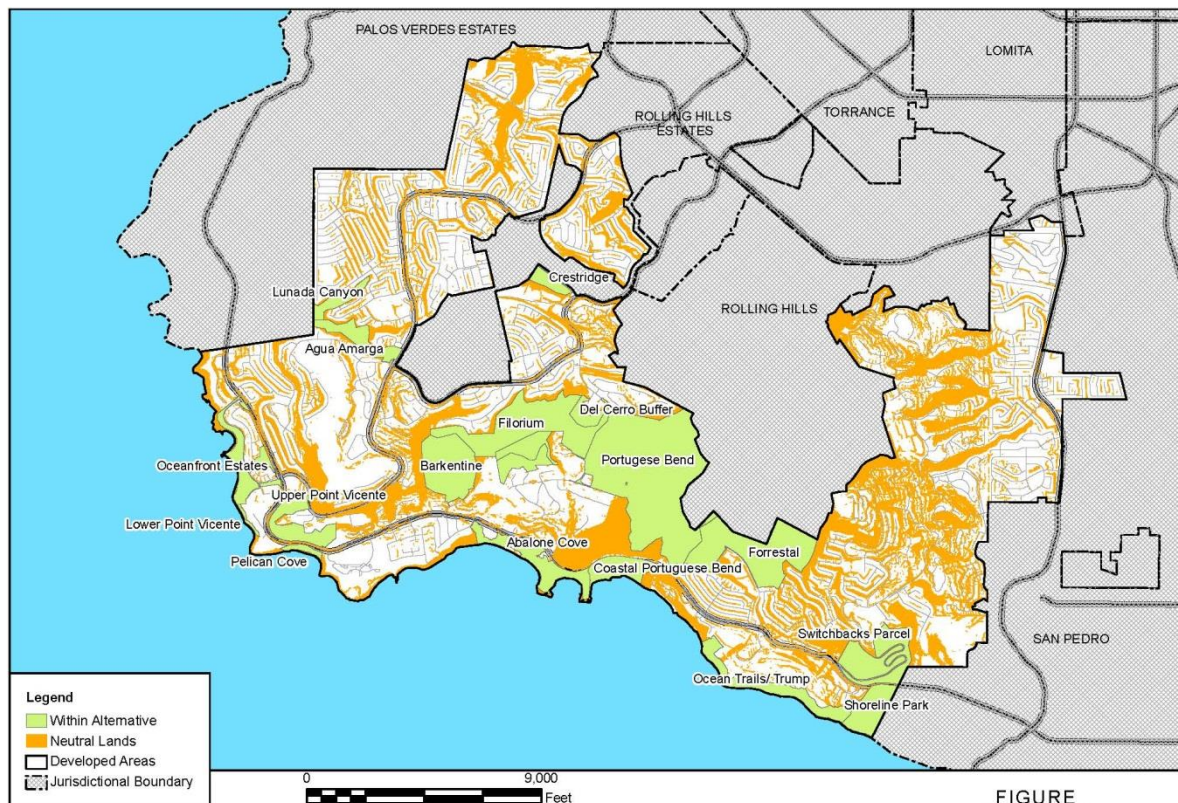 PALOS VERDES ESTATES
LOMITA
TORRANCE
ROLLING HILLS
ESTATES
Crestridge
Lunada Canyon
ROLLING HILLS
Agua Amarga
Del Cerro Buffer
Filorium
Portugese Bend
Barkentine
Oceanfront Estates
Upper Point Vicente
Lower Point Vicente
Abalone Cove
Forrestal
Pelican Cove
Coastal Portuguese.Bend
Switchbacks Parcel
SAN PEDRO
Ocean Trails/ Trump
Shoreline Park
Legend
Within Alternative
Neutral Lands
Developed Areas
Jurisdictional Boundary
0 9,000
Feet
FIGURE